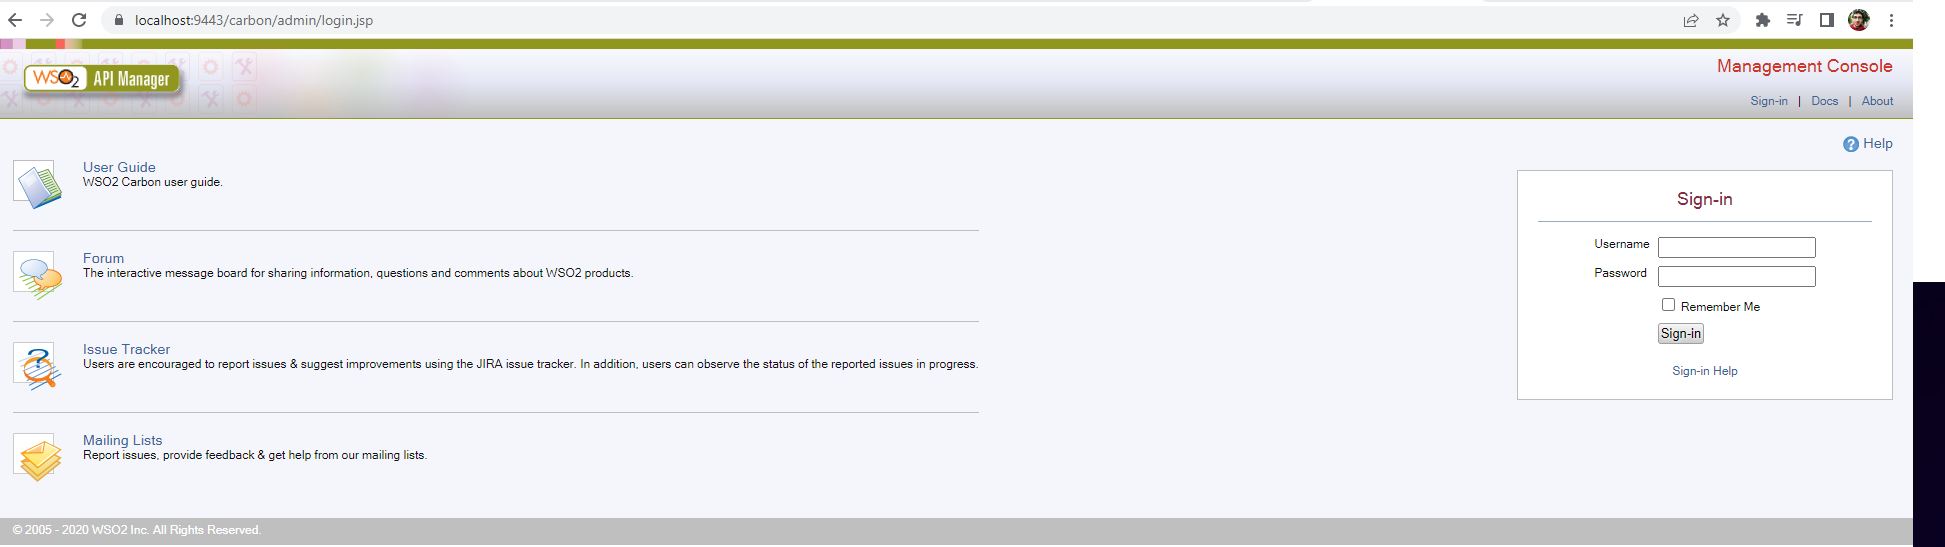 localhost:9443/carbon/admin/login.jsp
WSO2 API Manager
Management Console
Sign-in | Docs | About
Help
User Guide
WSO2 Carbon user guide.
Forum
The interactive message board for sharing information, questions and comments about WSO2 products.
Issue Tracker
Users are encouraged to report issues & suggest improvements using the JIRA issue tracker. In addition, users can observe the status of the reported issues in progress.
Mailing Lists
Report issues, provide feedback & get help from our mailing lists.
Sign-in
Username
Password
Remember Me
Sign-in
Sign-in Help
© 2005 - 2020 WSO2 Inc. All Rights Reserved.